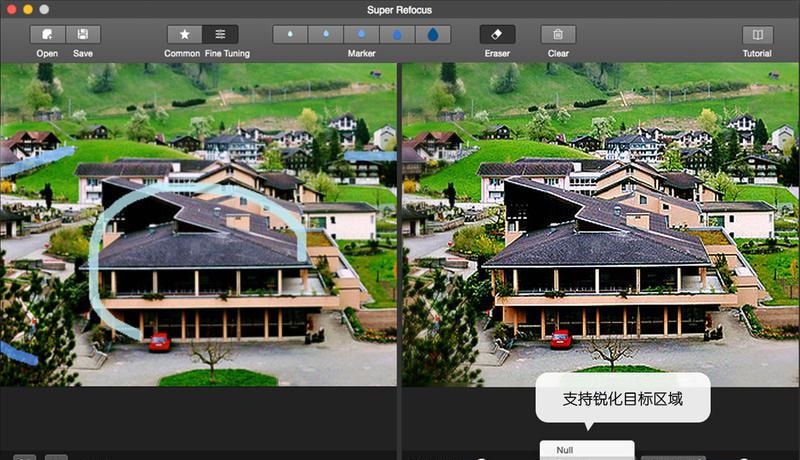 Super Refocus
Open Save Common Fine Tuning Marker Eraser Clear Tutorial
支持锐化目标区域
Null